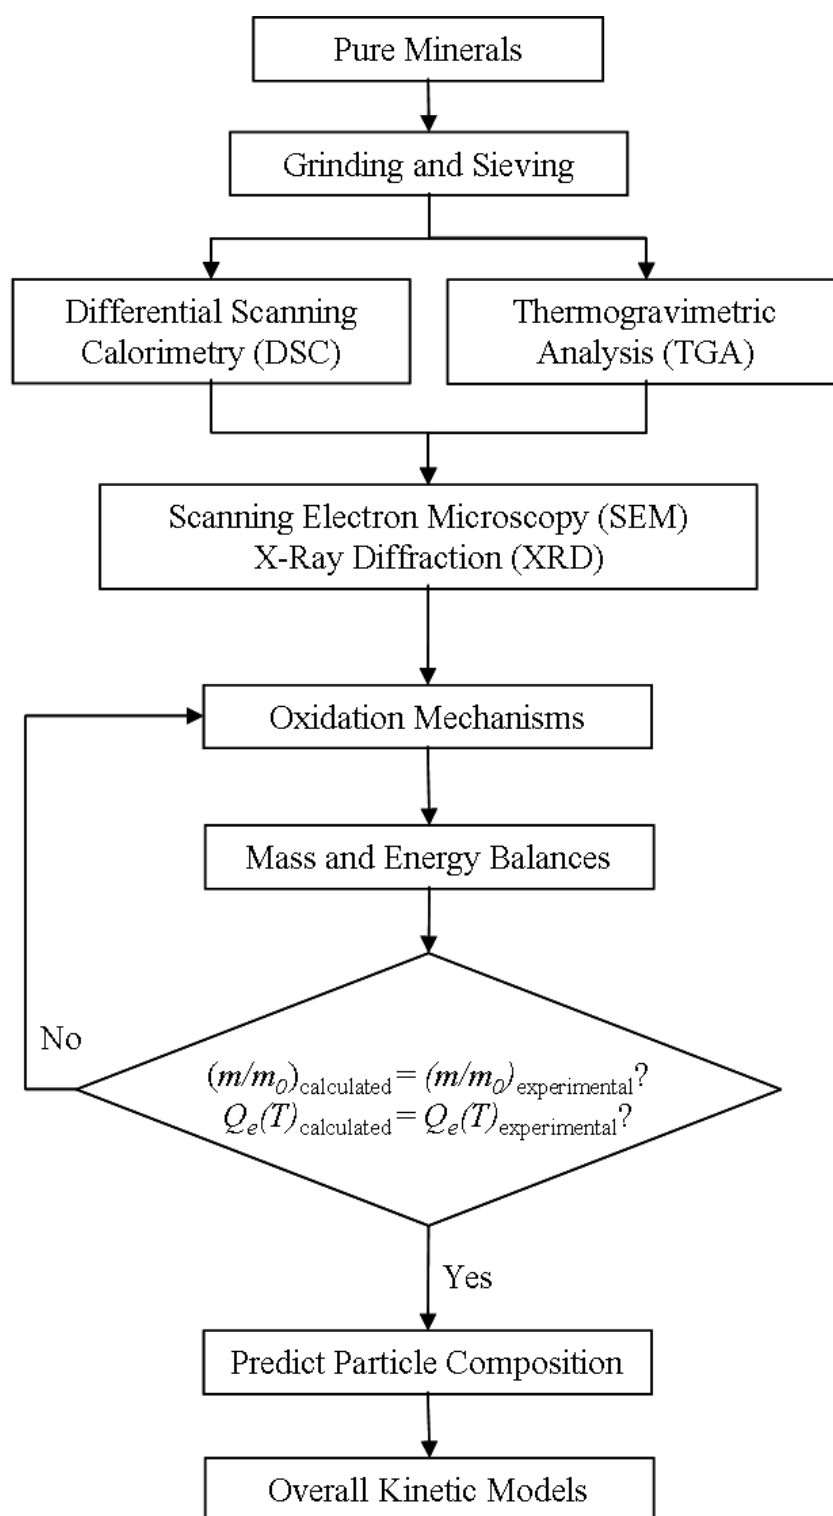 Pure Minerals
Grinding and Sieving
Differential Scanning
Calorimetry (DSC)
Thermogravimetric
Analysis (TGA)
Scanning Electron Microscopy (SEM)
X-Ray Diffraction (XRD)
Oxidation Mechanisms
Mass and Energy Balances
No
(m/m₀)calculated = (m/m₀)experimental?
Qₑ(T)calculated = Qₑ(T)experimental?
Yes
Predict Particle Composition
Overall Kinetic Models